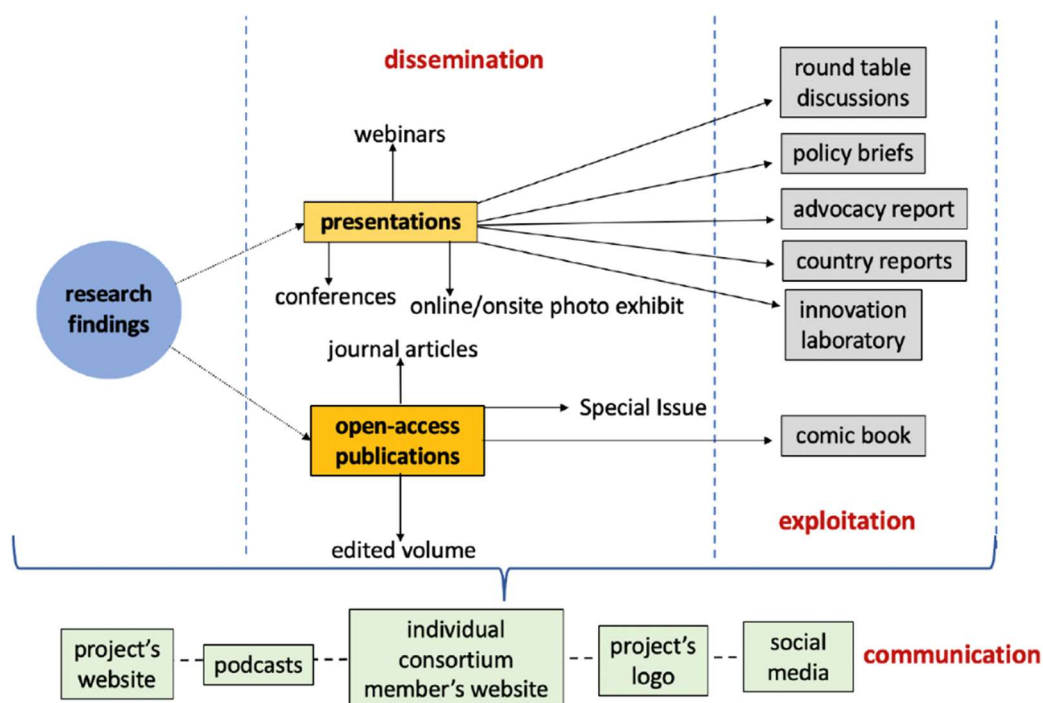 dissemination
round table
discussions
webinars
policy briefs
presentations
advocacy report
country reports
research
findings
conferences
online/onsite photo exhibit
innovation
laboratory
journal articles
Special Issue
open-access
publications
comic book
exploitation
edited volume
project's
website
podcasts
individual
consortium
member's website
project's
logo
social
media
communication